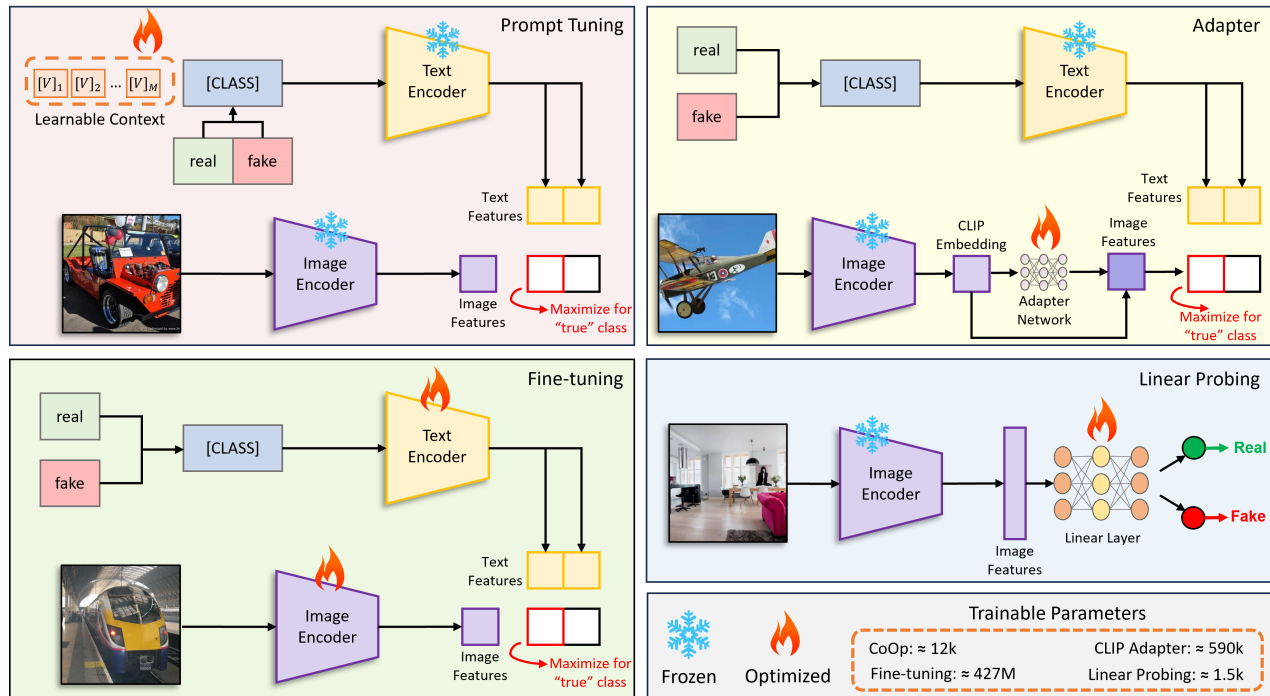 Prompt Tuning
[V]1 [V]2 ... [V]M
Learnable Context
[CLASS]
real
fake
Text
Encoder
Text
Features
Image
Encoder
Image
Features
Maximize for
“true” class
Adapter
real
fake
[CLASS]
Text
Encoder
Text
Features
Image
Encoder
CLIP
Embedding
Adapter
Network
Image
Features
Maximize for
“true” class
Fine-tuning
real
fake
[CLASS]
Text
Encoder
Text
Features
Image
Encoder
Image
Features
Maximize for
“true” class
Linear Probing
Image
Encoder
Image
Features
Linear Layer
Real
Fake
Frozen
Optimized
Trainable Parameters
CoOp: ≈ 12k
CLIP Adapter: ≈ 590k
Fine-tuning: ≈ 427M
Linear Probing: ≈ 1.5k